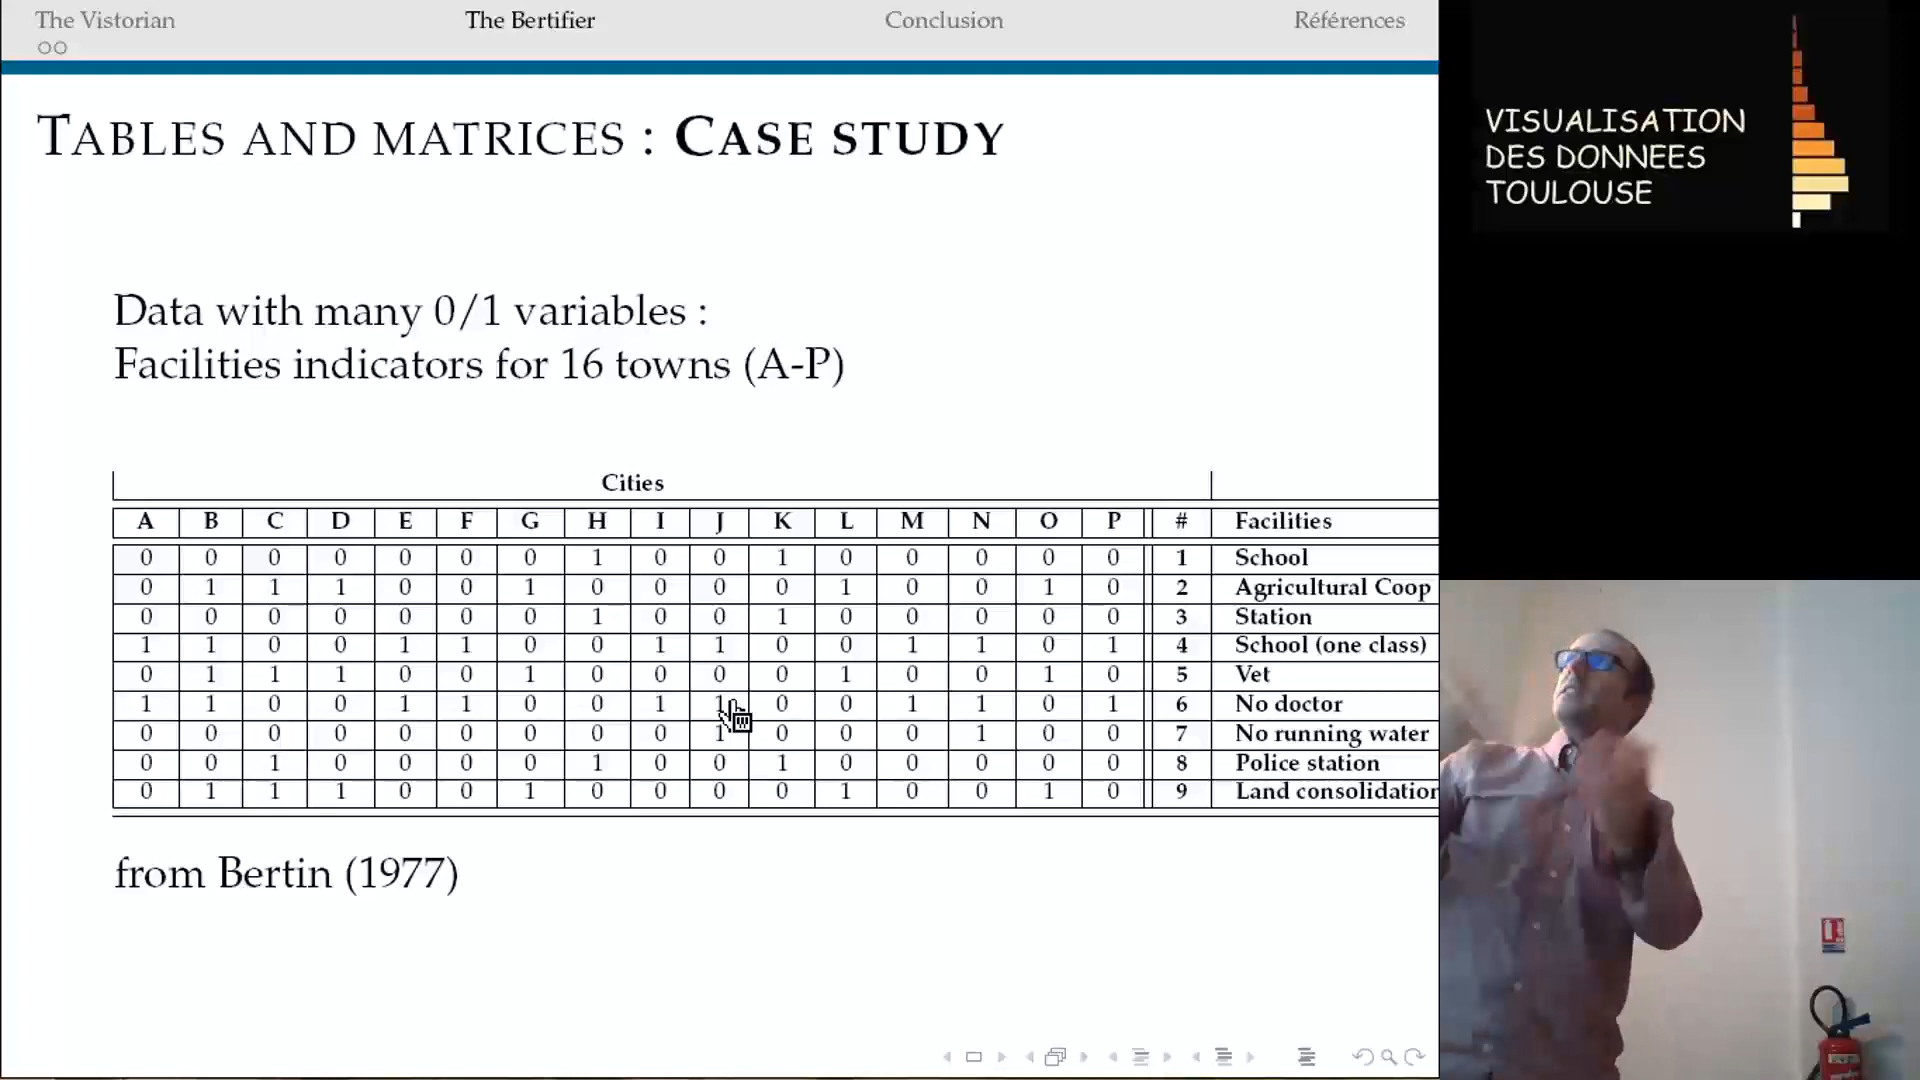 The Vistorian The Bertifier Conclusion Références
TABLES AND MATRICES : CASE STUDY
Data with many 0/1 variables :
Facilities indicators for 16 towns (A-P)
Cities
A B C D E F G H I J K L M N O P # Facilities
0 0 0 0 0 0 0 1 0 0 1 0 0 0 0 0 1 School
0 1 1 1 0 0 1 0 0 0 0 1 0 0 1 0 2 Agricultural Coop
0 0 0 0 0 0 0 1 0 0 1 0 0 0 0 0 3 Station
1 1 0 0 1 1 0 0 1 1 0 0 1 1 0 1 4 School (one class)
0 1 1 1 0 0 1 0 0 0 0 1 0 0 1 0 5 Vet
1 1 0 0 1 1 0 0 1 1 0 0 1 1 0 1 6 No doctor
0 0 0 0 0 0 0 0 0 1 0 0 0 1 0 0 7 No running water
0 0 1 0 0 0 0 1 0 0 1 0 0 0 0 0 8 Police station
0 1 1 1 0 0 1 0 0 0 0 1 0 0 1 0 9 Land consolidation
from Bertin (1977)
VISUALISATION
DES DONNEES
TOULOUSE